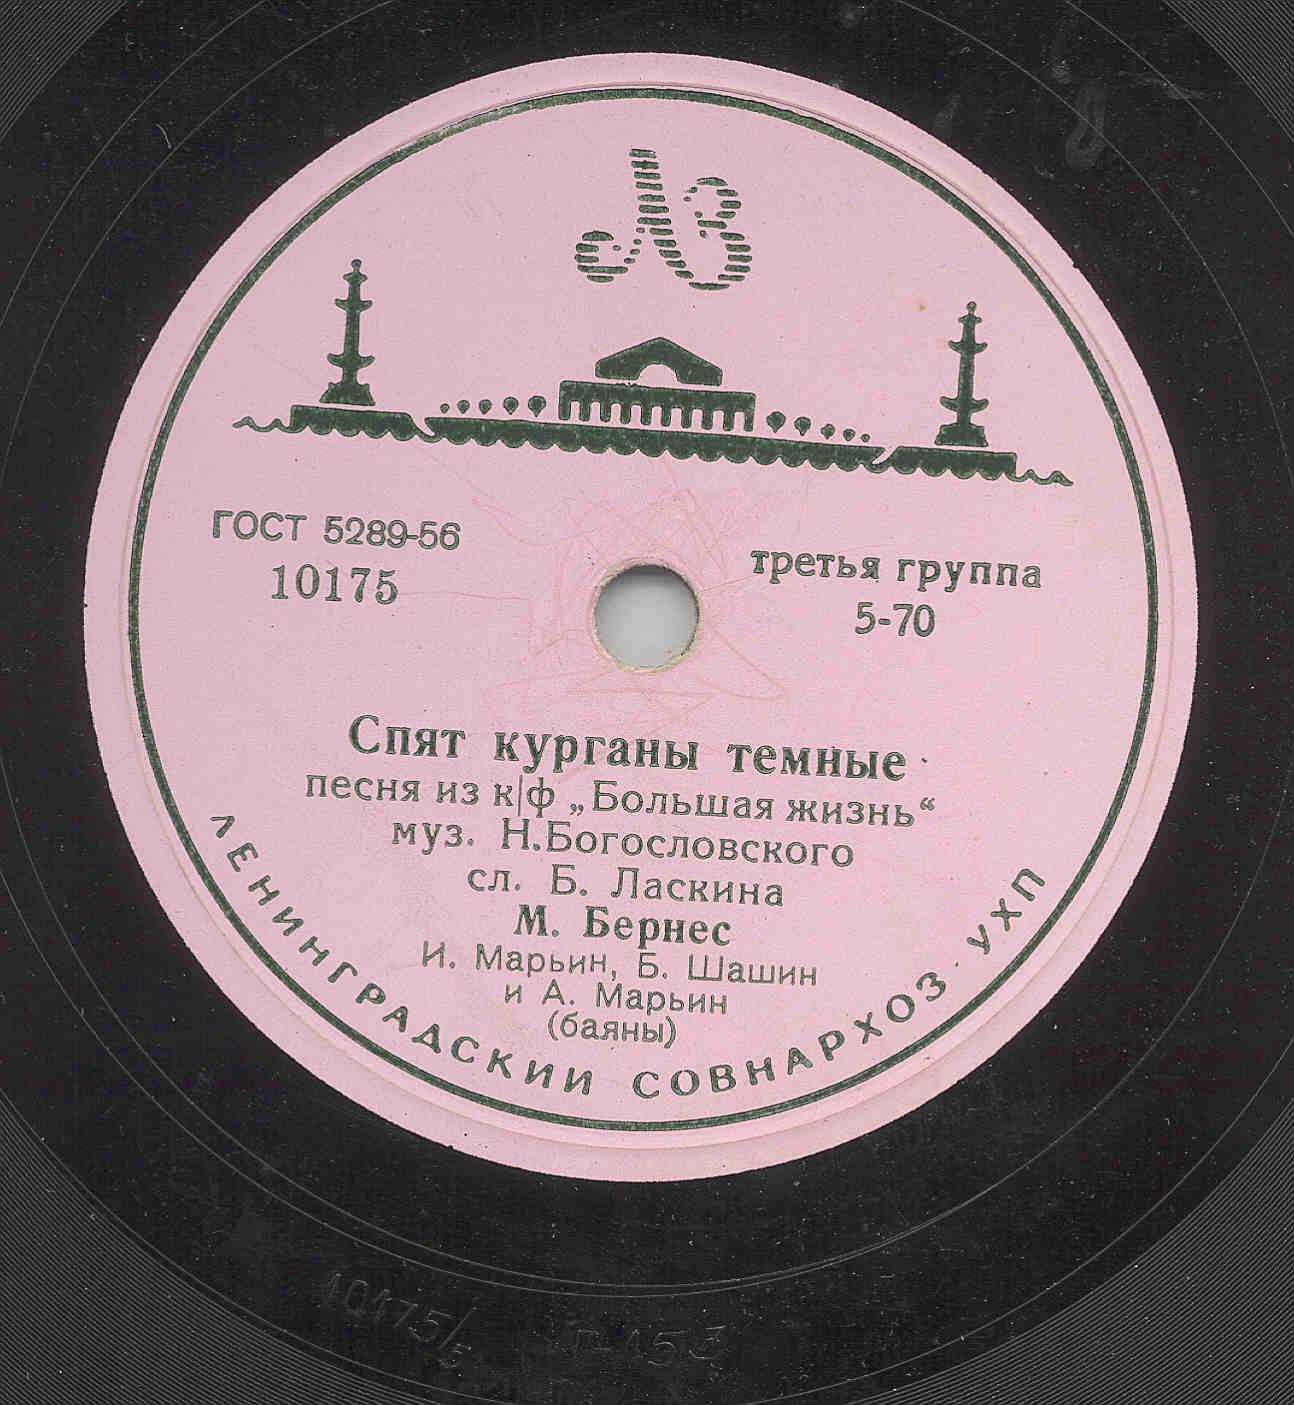 ЛЗ
ГОСТ 5289-56
10175
третья группа
5-70
Спят курганы темные
песня из к/ф „Большая жизнь“
муз. Н.Богословского
сл. Б. Ласкина
М. Бернес
И. Марьин, Б. Шашин
и А. Марьин
(баяны)
ЛЕНИНГРАДСКИИ СОВНАРХОЗ. УХП
10175/5